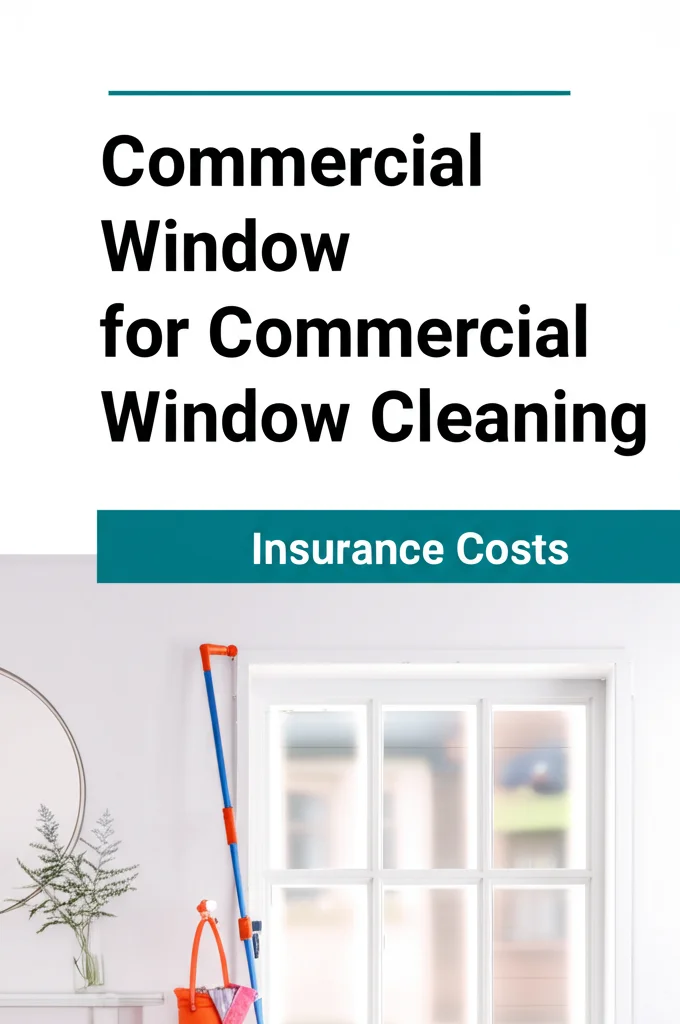 Commercial
Window
for Commercial
Window Cleaning
Insurance Costs